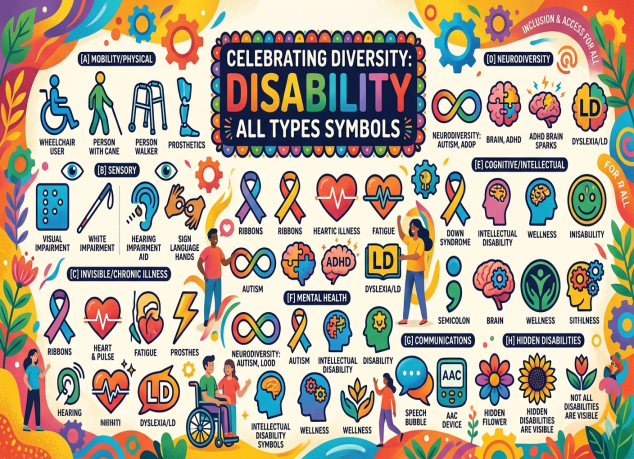 CELEBRATING DIVERSITY:
DISABILITY
ALL TYPES SYMBOLS
INCLUSION & ACCESS FOR ALL
[A] MOBILITY/PHYSICAL
WHEELCHAIR
USER
PERSON
WITH CANE
PERSON
WALKER
PROSTHETICS
[B] SENSORY
VISUAL
IMPAIRMENT
WHITE
IMPAIRMENT
HEARING
IMPAIRMENT
AID
SIGN
LANGUAGE
HANDS
[C] INVISIBLE/CHRONIC ILLNESS
RIBBONS
HEART
& PULSE
FATIGUE
PROSTHES
HEARING
LD
DYSLEXIA/LD
RIBBONS
RIBBONS
HEARTIC ILLNESS
FATIGUE
AUTISM
ADHD
LD
DYSLEXIA/LD
[F] MENTAL HEALTH
NEURODIVERSITY:
AUTISM, LOOD
AUTISM
INTELLECTUAL
DISABILITY
DISABILITY
INTELLECTUAL
DISABILITY
SYMBOLS
WELLNESS
WELLNESS
[D] NEURODIVERSITY
NEURODIVERSITY:
AUTISM, ADOP
BRAIN, ADHD
ADHD BRAIN
SPARKS
LD
DYSLEXIA/LD
[E] COGNITIVE/INTELLECTUAL
DOWN
SYNDROME
INTELLECTUAL
DISABILITY
WELLNESS
INISABILITY
SEMICOLON
BRAIN
WELLNESS
SITHLNESS
[G] COMMUNICATIONS
SPEECH
BUBBLE
AAC
AAC
DEVICE
[H] HIDDEN DISABILITIES
HIDDEN
FLOWER
HIDDEN
DISABILITIES
ARE VISIBLE
NOT ALL
DISABILITIES
ARE VISIBLE